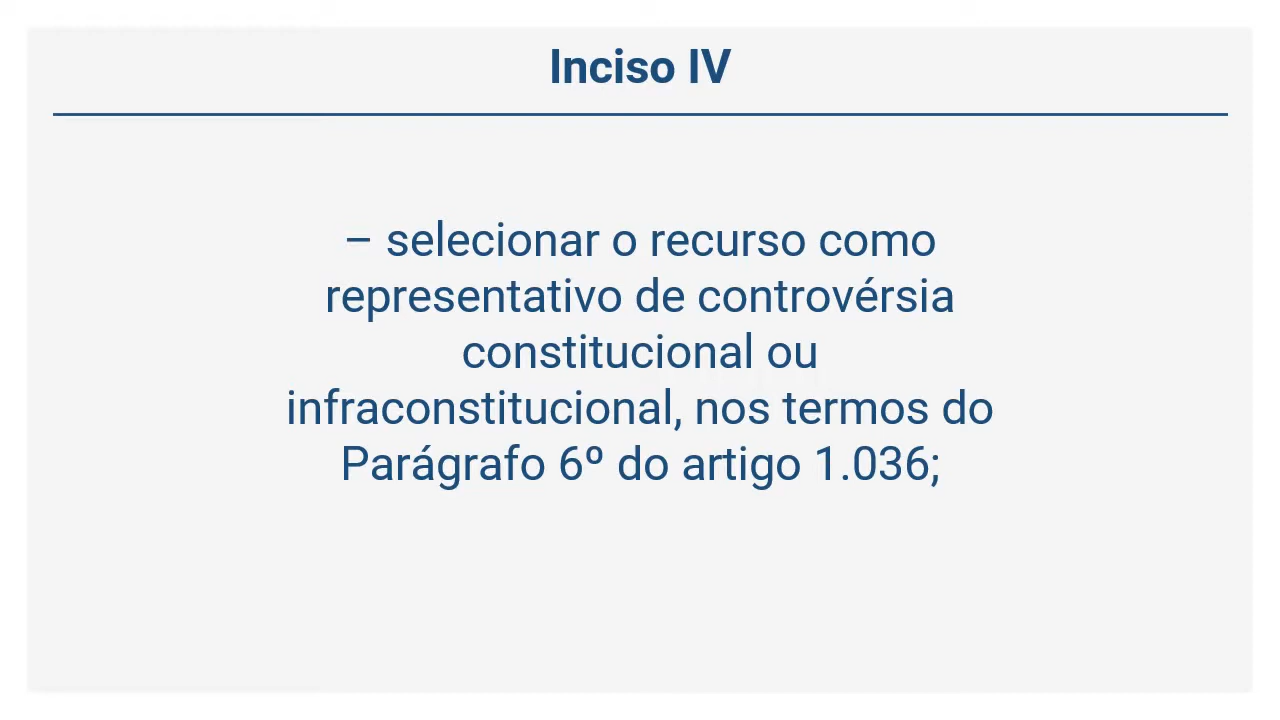 Inciso IV
– selecionar o recurso como
representativo de controvérsia
constitucional ou
infraconstitucional, nos termos do
Parágrafo 6º do artigo 1.036;